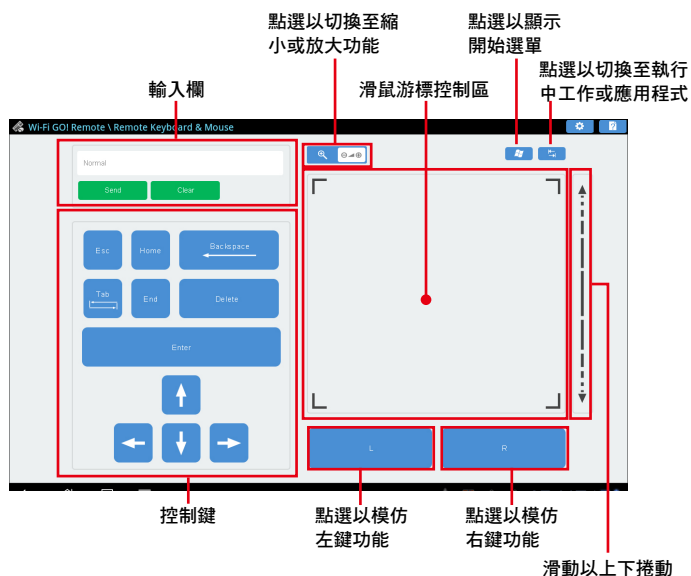 點選以切換至縮
小或放大功能
點選以顯示
開始選單
點選以切換至執行
中工作或應用程式
輸入欄
滑鼠游標控制區
Wi-Fi GO! Remote \ Remote Keyboard & Mouse
Normal
Send
Clear
Esc
Home
Backspace
Tab
End
Delete
Enter
L
R
控制鍵
點選以模仿
左鍵功能
點選以模仿
右鍵功能
滑動以上下捲動